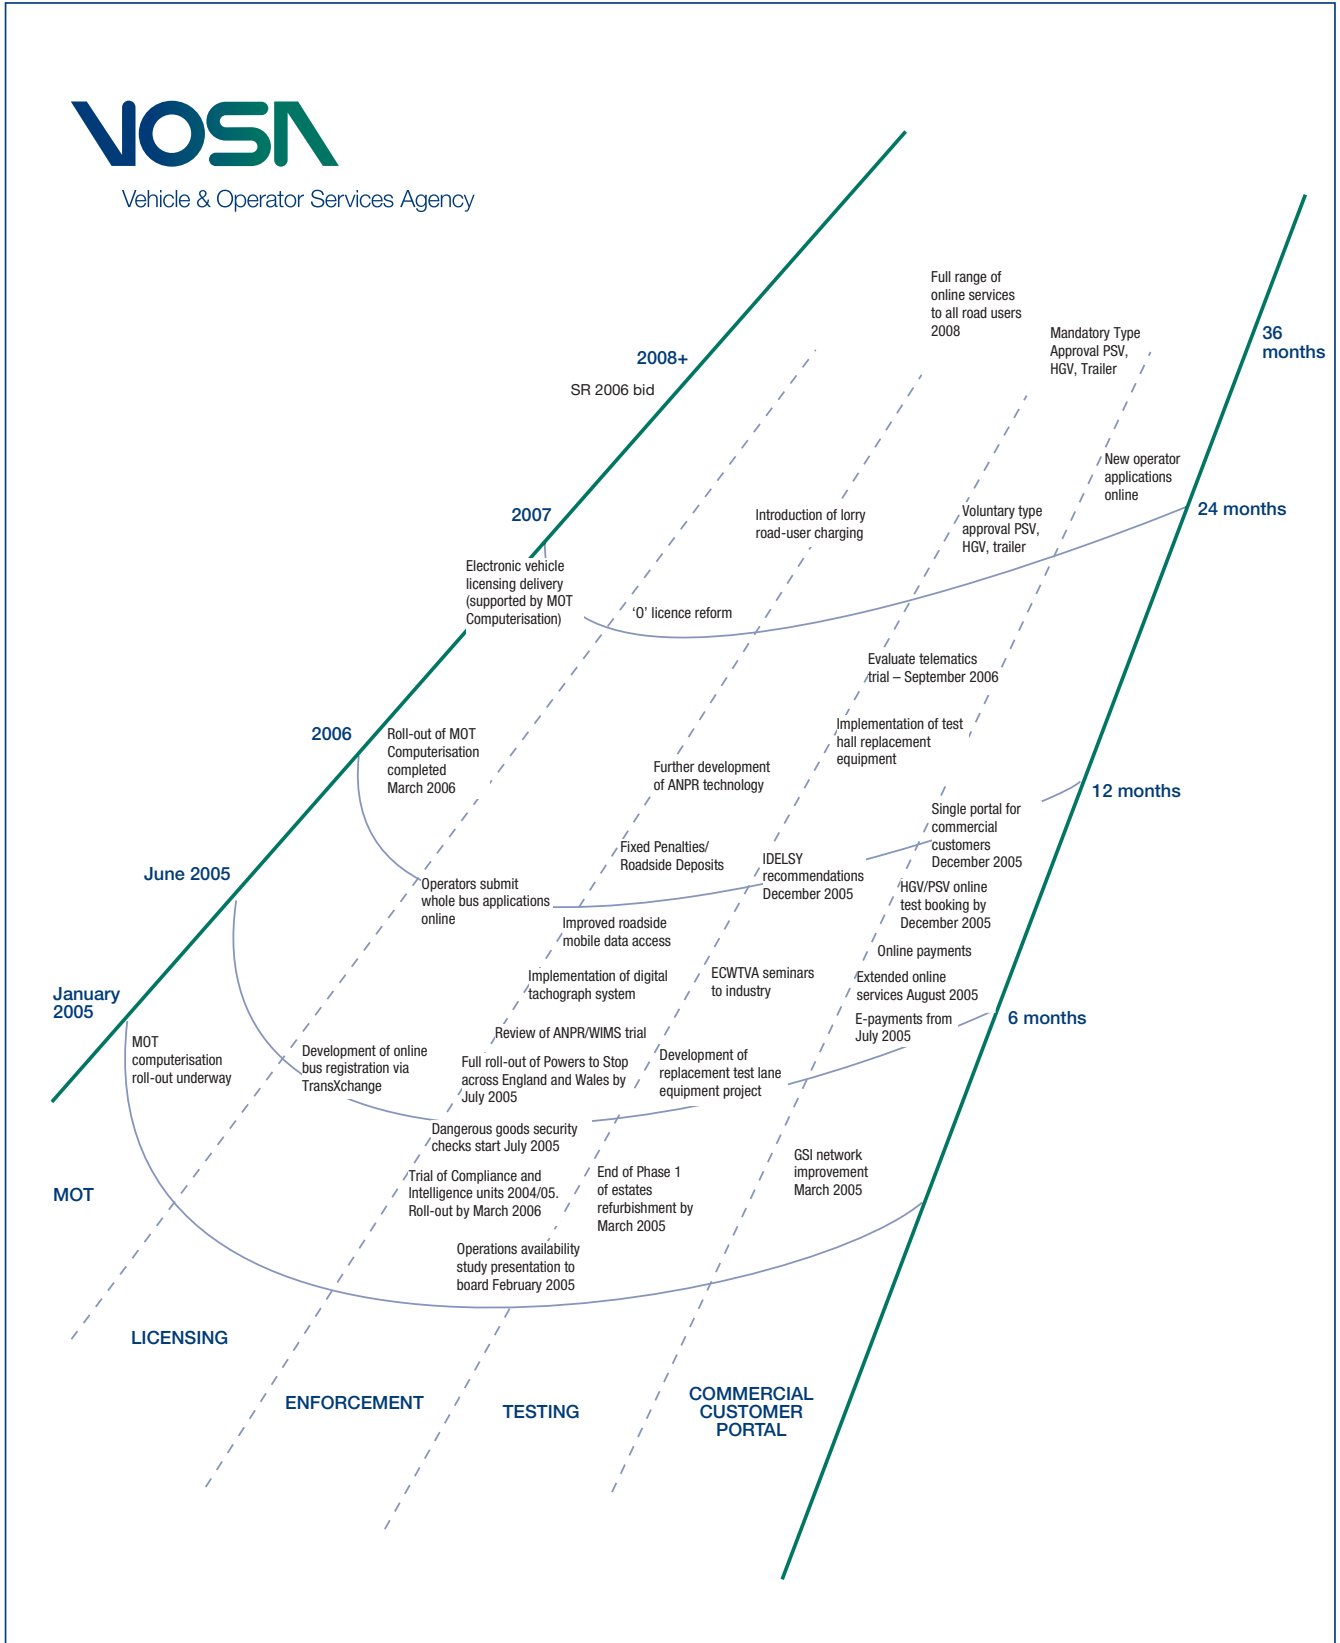 VOSA
Vehicle & Operator Services Agency
Full range of
online services
to all road users
2008
Mandatory Type
Approval PSV,
HGV, Trailer
36
months
2008+
SR 2006 bid
New operator
applications
online
24 months
2007
Introduction of lorry
road-user charging
Voluntary type
approval PSV,
HGV, trailer
Electronic vehicle
licensing delivery
(supported by MOT
Computerisation)
‘O’ licence reform
Evaluate telematics
trial – September 2006
2006
Roll-out of MOT
Computerisation
completed
March 2006
Implementation of test
hall replacement
equipment
Further development
of ANPR technology
12 months
Single portal for
commercial
customers
December 2005
Fixed Penalties/
Roadside Deposits
IDELSY
recommendations
December 2005
June 2005
Operators submit
whole bus applications
online
HGV/PSV online
test booking by
December 2005
Improved roadside
mobile data access
Online payments
Implementation of digital
tachograph system
ECWTVA seminars
to industry
Extended online
services August 2005
January
2005
E-payments from
July 2005
6 months
MOT
computerisation
roll-out underway
Development of online
bus registration via
TransXchange
Review of ANPR/WIMS trial
Full roll-out of Powers to Stop
across England and Wales by
July 2005
Development of
replacement test lane
equipment project
Dangerous goods security
checks start July 2005
GSI network
improvement
March 2005
Trial of Compliance and
Intelligence units 2004/05.
Roll-out by March 2006
End of Phase 1
of estates
refurbishment by
March 2005
MOT
Operations availability
study presentation to
board February 2005
LICENSING
ENFORCEMENT
TESTING
COMMERCIAL
CUSTOMER
PORTAL